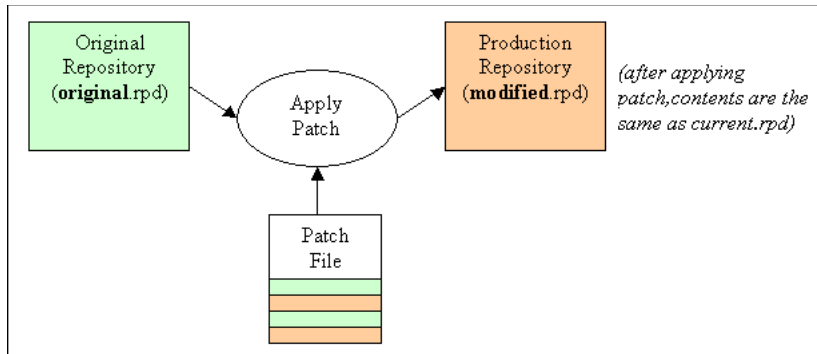 Original
Repository
(original.rpd)
Apply
Patch
Production
Repository
(modified.rpd)
(after applying
patch,contents are the
same as current.rpd)
Patch
File